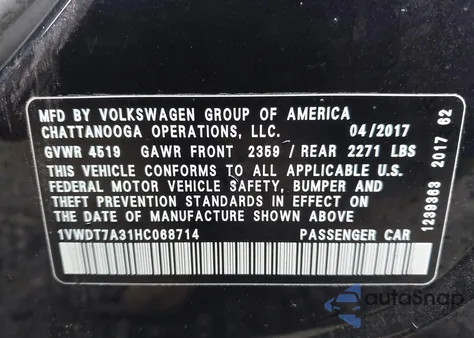 MFD BY VOLKSWAGEN GROUP OF AMERICA
CHATTANOOGA OPERATIONS, LLC. 04/2017
GVWR 4519 GAWR FRONT 2359 / REAR 2271 LBS
THIS VEHICLE CONFORMS TO ALL APPLICABLE U.S.
FEDERAL MOTOR VEHICLE SAFETY, BUMPER AND
THEFT PREVENTION STANDARDS IN EFFECT ON
THE DATE OF MANUFACTURE SHOWN ABOVE.
1VWDT7A31HC068714 PASSENGER CAR
1239363 2017 62
autoSnap